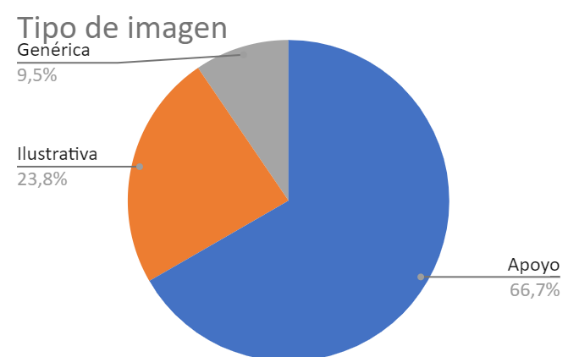 Tipo de imagen
Genérica
9,5%
Ilustrativa
23,8%
Apoyo
66,7%